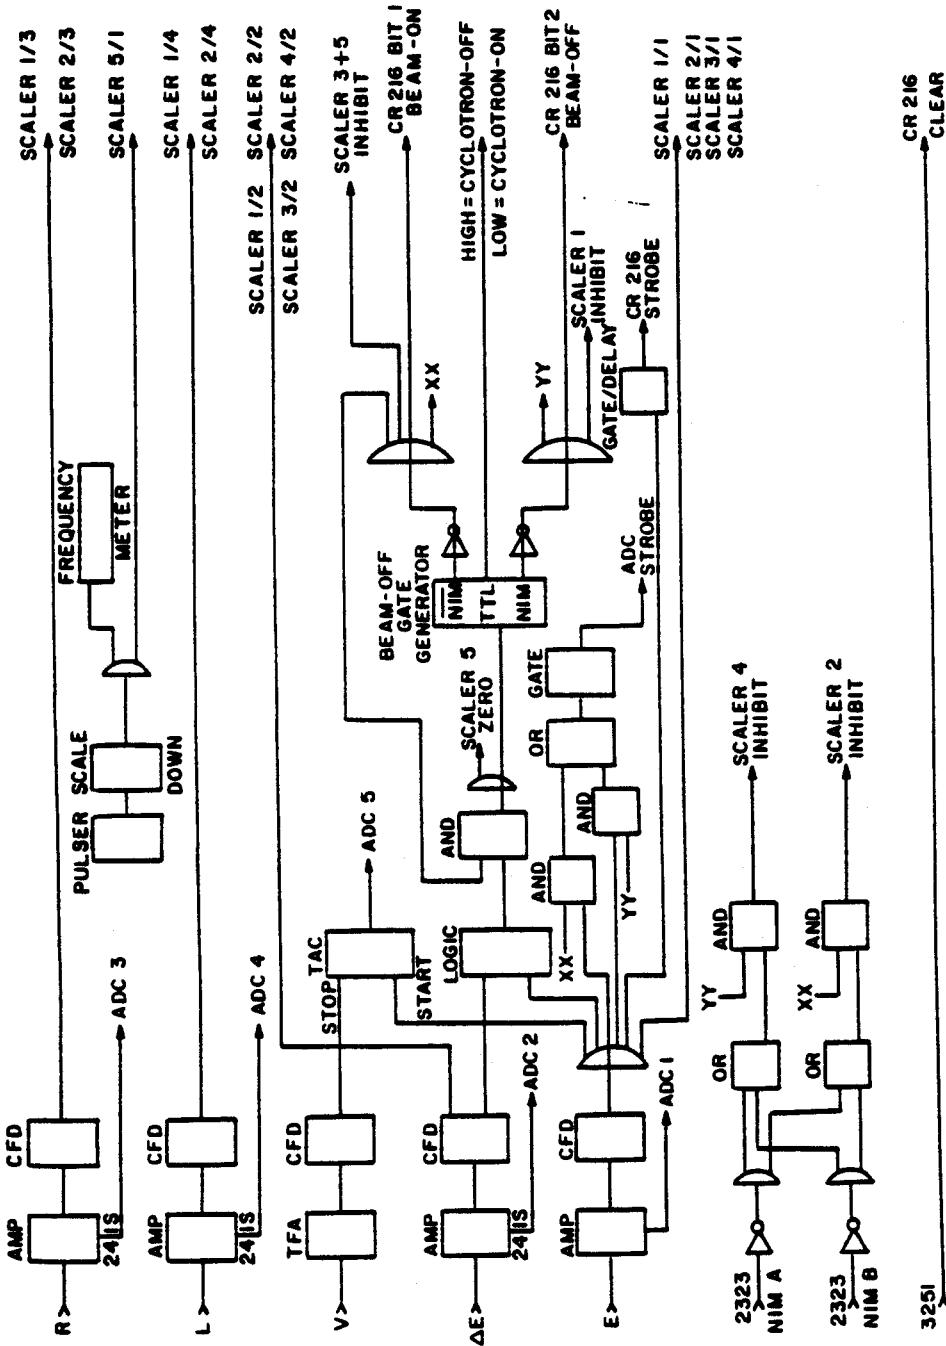 R
AMP
24|1S
ADC 3
CFD
PULSER
SCALE
DOWN
FREQUENCY
METER
SCALER 1/3
SCALER 2/3
SCALER 5/1
L
AMP
24|1S
ADC 4
CFD
SCALER 1/4
SCALER 2/4
V
TFA
CFD
STOP
TAC
START
ADC 5
SCALER 1/2
SCALER 2/2
SCALER 3/2
SCALER 4/2
ΔE
AMP
24|1S
ADC 2
CFD
LOGIC
AND
SCALER 5
ZERO
BEAM-OFF
GATE
GENERATOR
NIM
TTL
NIM
SCALER 3+5
INHIBIT
CR 216 BIT 1
BEAM-ON
XX
HIGH=CYCLOTRON-OFF
LOW=CYCLOTRON-ON
YY
CR 216 BIT 2
BEAM-OFF
SCALER 1
INHIBIT
GATE/DELAY
CR 216
STROBE
E
AMP
ADC 1
CFD
XX
AND
YY
AND
OR
GATE
ADC
STROBE
SCALER 1/1
SCALER 2/1
SCALER 3/1
SCALER 4/1
2323
NIM A
OR
YY
AND
SCALER 4
INHIBIT
2323
NIM B
OR
XX
AND
SCALER 2
INHIBIT
3251
CR 216
CLEAR